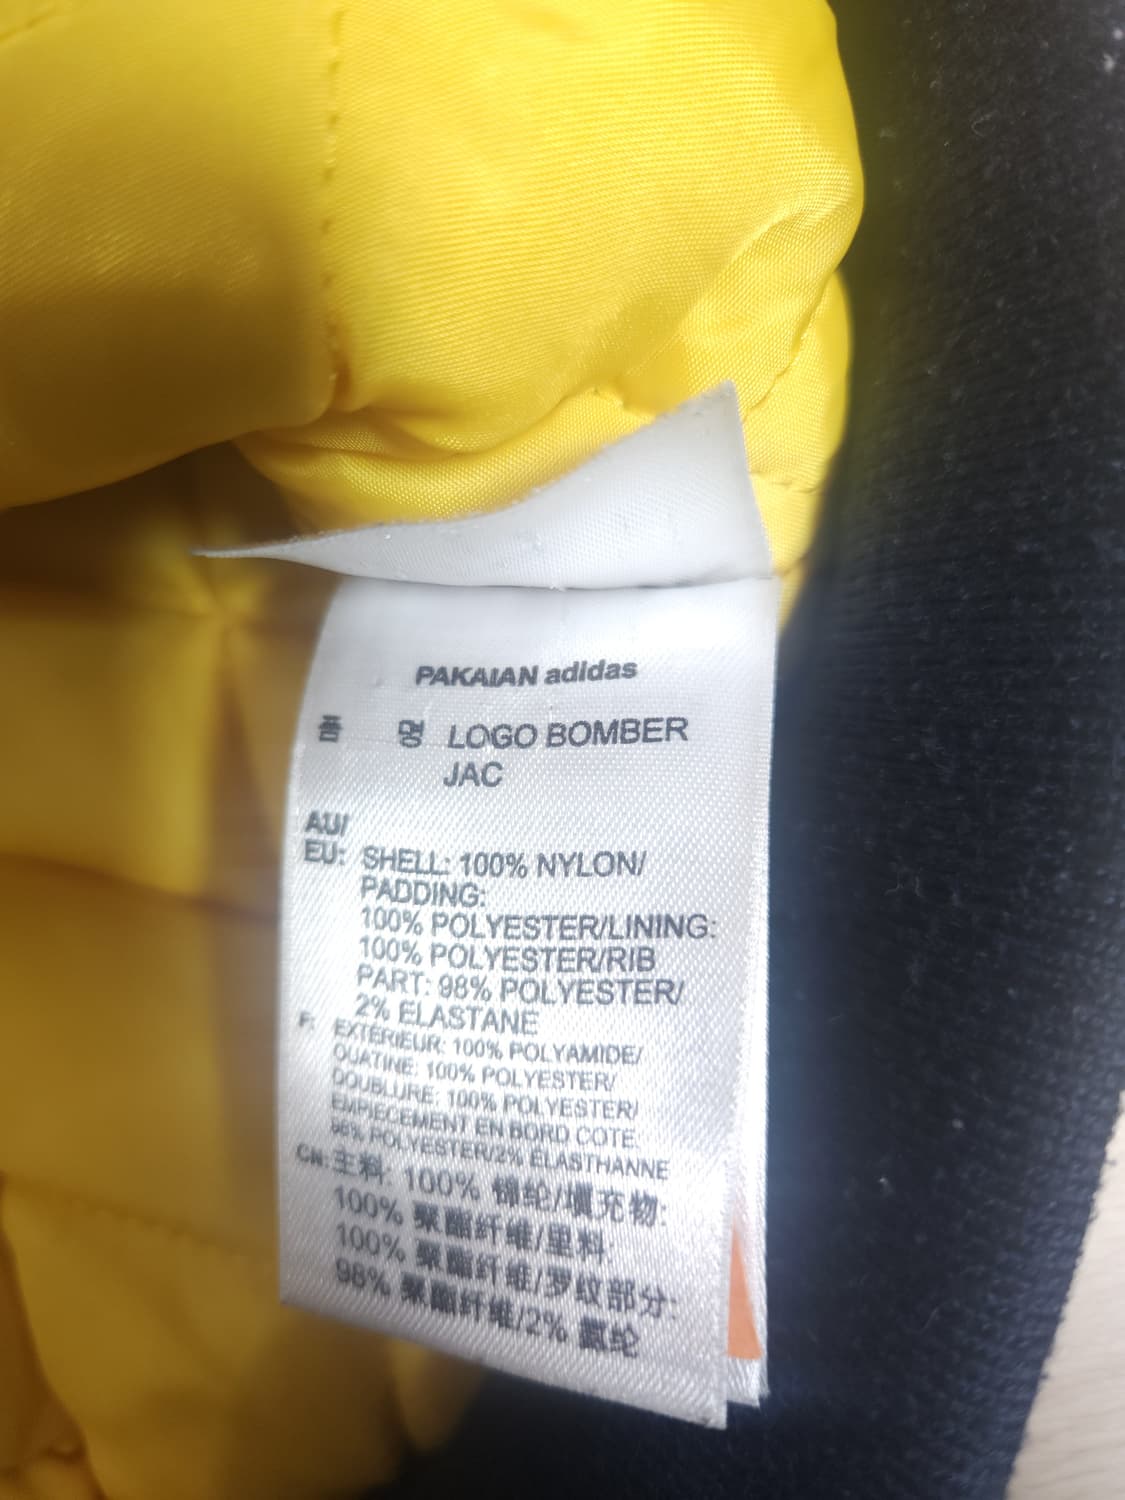 PAKAIAN adidas
품 명 LOGO BOMBER
JAC
AU/
EU: SHELL: 100% NYLON/
PADDING:
100% POLYESTER/LINING:
100% POLYESTER/RIB
PART: 98% POLYESTER/
2% ELASTANE
F: EXTERIEUR: 100% POLYAMIDE/
OUATINE: 100% POLYESTER/
DOUBLURE: 100% POLYESTER/
EMPIECEMENT EN BORD COTE:
98% POLYESTER/2% ELASTHANNE
CN: 主料: 100% 锦纶/填充物:
100% 聚酯纤维/里料:
100% 聚酯纤维/罗纹部分:
98% 聚酯纤维/2% 氨纶